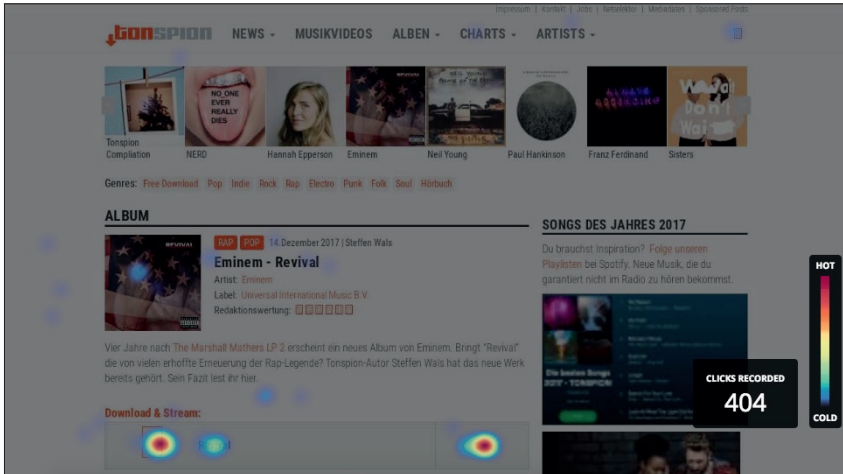 Impressum | Kontakt | Jobs | Newsletter | Mediadaten | Sponsored Posts
tonspion NEWS MUSIKVIDEOS ALBEN CHARTS ARTISTS
NO ONE
EVER
REALLY
DIES
Tonspion
Compliation
NERD
Hannah Epperson
Eminem
Neil Young
Paul Hankinson
Franz Ferdinand
Sisters
Genres: Free Download Pop Indie Rock Rap Electro Punk Folk Soul Hörbuch
ALBUM
REVIVAL
RAP POP 14.Dezember 2017 | Steffen Wals
Eminem - Revival
Artist: Eminem
Label: Universal International Music B.V.
Redaktionswertung:
Vier Jahre nach The Marshall Mathers LP 2 erscheint ein neues Album von Eminem. Bringt "Revival"
die von vielen erhoffte Erneuerung der Rap-Legende? Tonspion-Autor Steffen Wals hat das neue Werk
bereits gehört. Sein Fazit lest ihr hier.
Download & Stream:
SONGS DES JAHRES 2017
Du brauchst Inspiration? Folge unseren
Playlisten bei Spotify. Neue Musik, die du
garantiert nicht im Radio zu hören bekommst.
Die besten Songs
2017 - TONSPION
HOT
COLD
CLICKS RECORDED
404